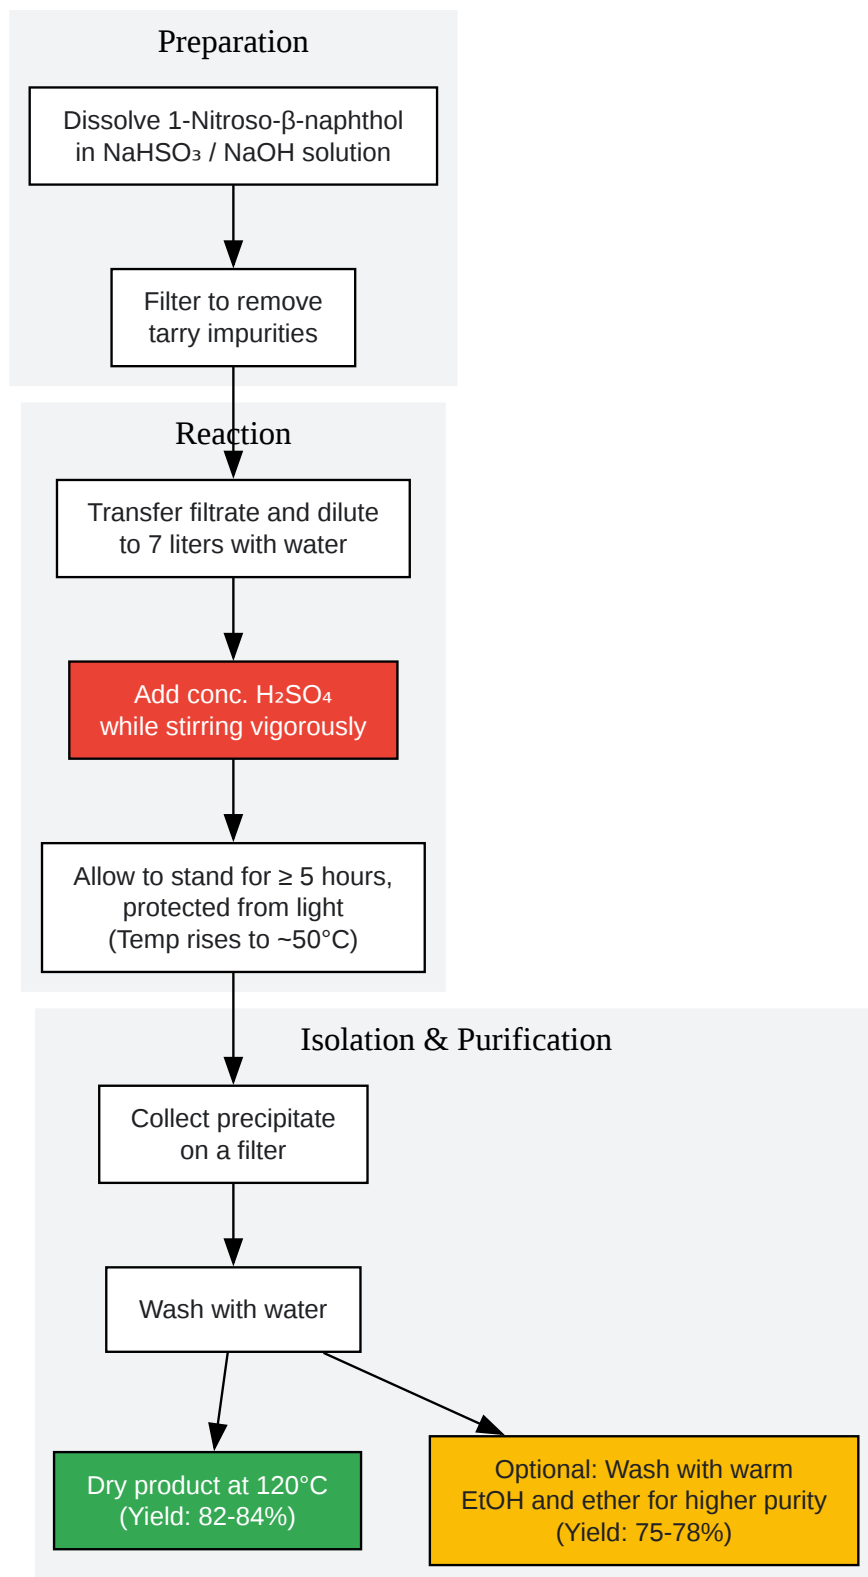 Preparation
Dissolve 1-Nitroso-β-naphthol
in NaHSO₃ / NaOH solution
Filter to remove
tarry impurities
Reaction
Transfer filtrate and dilute
to 7 liters with water
Add conc. H₂SO₄
while stirring vigorously
Allow to stand for ≥ 5 hours,
protected from light
(Temp rises to ~50°C)
Isolation & Purification
Collect precipitate
on a filter
Wash with water
Dry product at 120°C
(Yield: 82-84%)
Optional: Wash with warm
EtOH and ether for higher purity
(Yield: 75-78%)